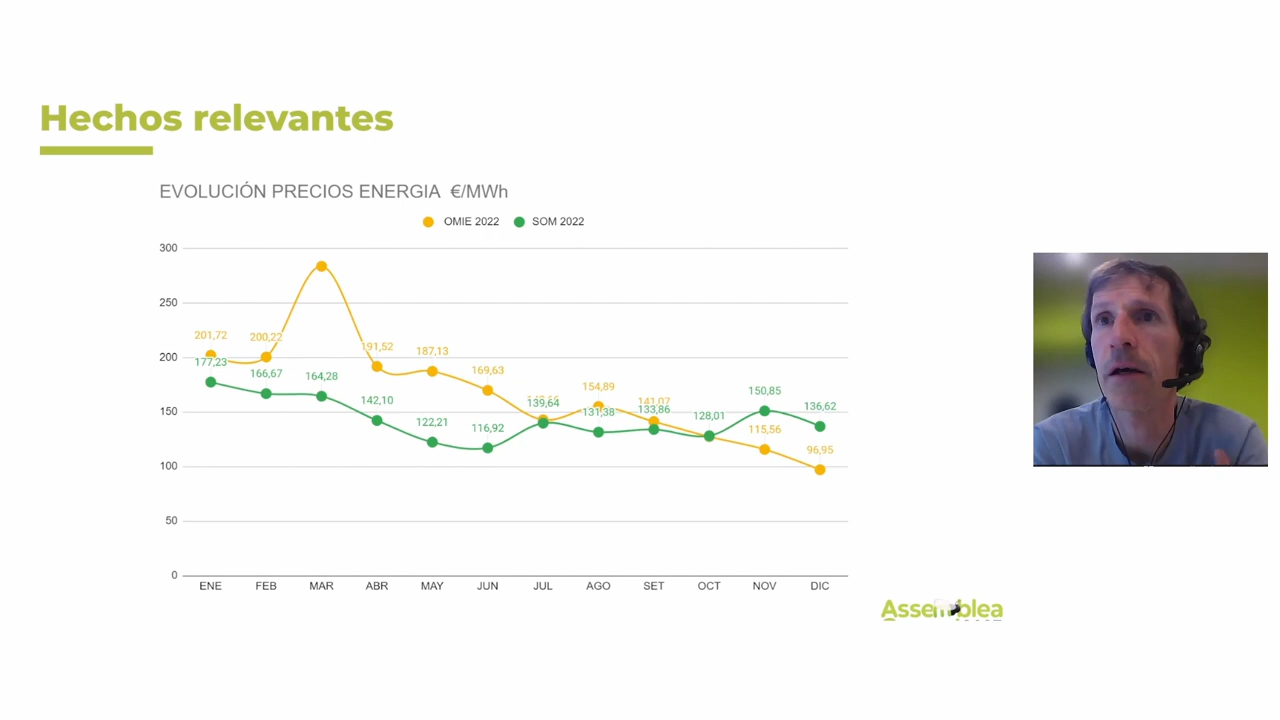 Hechos relevantes
EVOLUCIÓN PRECIOS ENERGIA €/MWh
OMIE 2022 SOM 2022
300
250
200
150
100
50
0
201,72 200,22 191,52 187,13 169,63 154,89 141,07 115,56 96,95
177,23 166,67 164,28 142,10 122,21 116,92 139,64 131,38 133,86 128,01 150,85 136,62
ENE FEB MAR ABR MAY JUN JUL AGO SET OCT NOV DIC
Assemblea